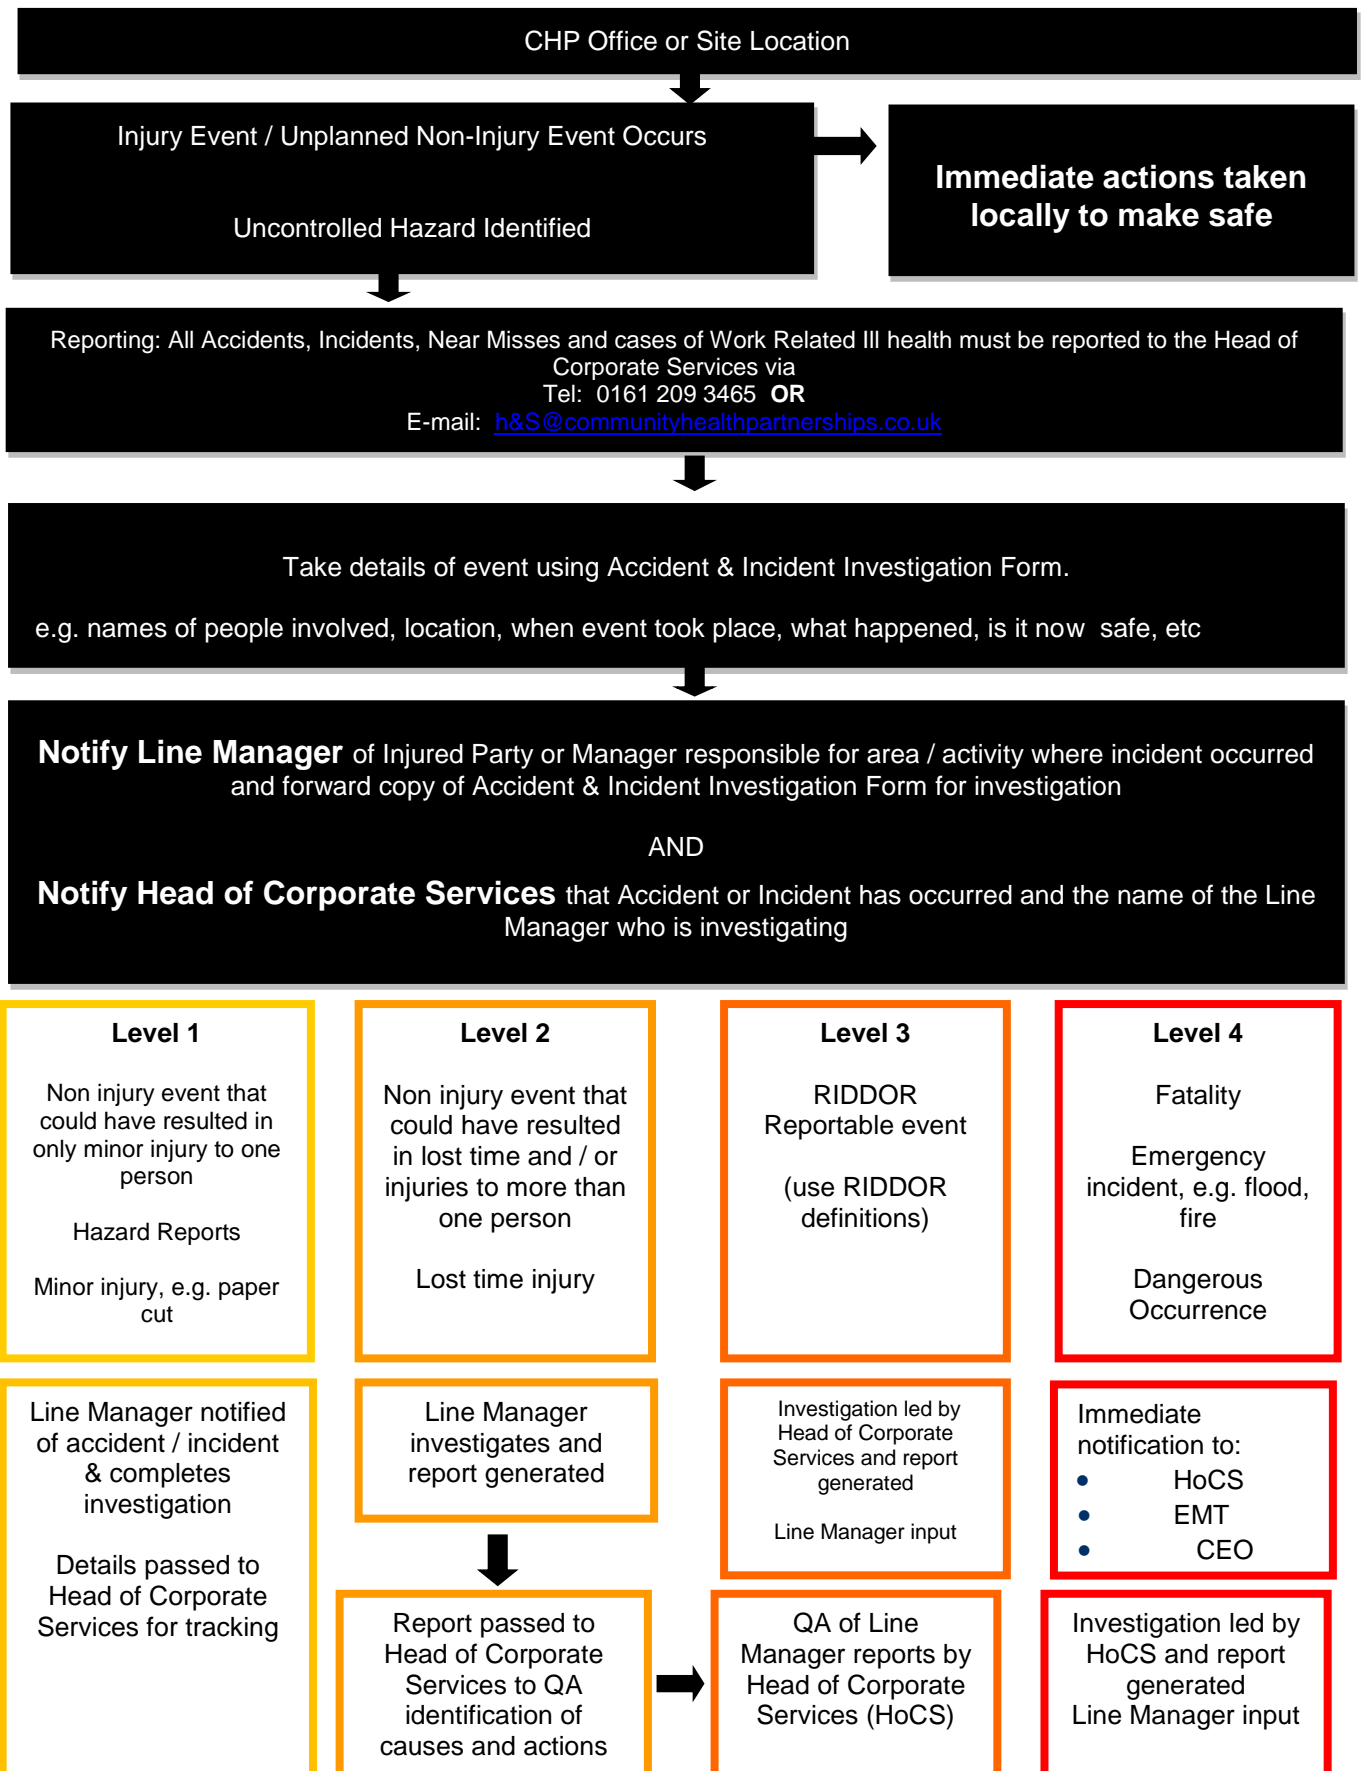 CHP Office or Site Location
Injury Event / Unplanned Non-Injury Event Occurs
Uncontrolled Hazard Identified
Immediate actions taken
locally to make safe
Reporting: All Accidents, Incidents, Near Misses and cases of Work Related Ill health must be reported to the Head of
Corporate Services via
Tel: 0161 209 3465 OR
E-mail: h&S@communityhealthpartnerships.co.uk
Take details of event using Accident & Incident Investigation Form.
e.g. names of people involved, location, when event took place, what happened, is it now safe, etc
Notify Line Manager of Injured Party or Manager responsible for area / activity where incident occurred
and forward copy of Accident & Incident Investigation Form for investigation
AND
Notify Head of Corporate Services that Accident or Incident has occurred and the name of the Line
Manager who is investigating
Level 1
Non injury event that
could have resulted in
only minor injury to one
person
Hazard Reports
Minor injury, e.g. paper
cut
Level 2
Non injury event that
could have resulted
in lost time and / or
injuries to more than
one person
Lost time injury
Level 3
RIDDOR
Reportable event
(use RIDDOR
definitions)
Level 4
Fatality
Emergency
incident, e.g. flood,
fire
Dangerous
Occurrence
Line Manager notified
of accident / incident
& completes
investigation
Details passed to
Head of Corporate
Services for tracking
Line Manager
investigates and
report generated
Report passed to
Head of Corporate
Services to QA
identification of
causes and actions
Investigation led by
Head of Corporate
Services and report
generated
Line Manager input
QA of Line
Manager reports by
Head of Corporate
Services (HoCS)
Immediate
notification to:
• HoCS
• EMT
• CEO
Investigation led by
HoCS and report
generated
Line Manager input